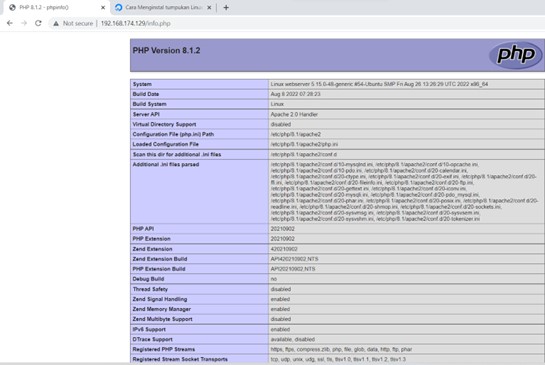 PHP 8.1.2 - phpinfo()
Cara Menginstal tumpukan Linux
Not secure
192.168.174.129/info.php
PHP Version 8.1.2
php
System Linux webserver 5.15.0-46-generic #54-Ubuntu SMP Fri Aug 26 13:26:29 UTC 2022 x86_64
Build Date Aug 8 2022 07:28:23
Build System Linux
Server API Apache 2.0 Handler
Virtual Directory Support disabled
Configuration File (php.ini) Path /etc/php/8.1/apache2
Loaded Configuration File /etc/php/8.1/apache2/php.ini
Scan this dir for additional .ini files /etc/php/8.1/apache2/conf.d
Additional .ini files parsed /etc/php/8.1/apache2/conf.d/10-mysqlnd.ini, /etc/php/8.1/apache2/conf.d/10-opcache.ini,
/etc/php/8.1/apache2/conf.d/10-pdo.ini, /etc/php/8.1/apache2/conf.d/20-calendar.ini,
/etc/php/8.1/apache2/conf.d/20-ctype.ini, /etc/php/8.1/apache2/conf.d/20-exif.ini, /etc/php/8.1/apache2/conf.d/20-
ffi.ini, /etc/php/8.1/apache2/conf.d/20-fileinfo.ini, /etc/php/8.1/apache2/conf.d/20-ftp.ini,
/etc/php/8.1/apache2/conf.d/20-gettext.ini, /etc/php/8.1/apache2/conf.d/20-iconv.ini,
/etc/php/8.1/apache2/conf.d/20-mysqli.ini, /etc/php/8.1/apache2/conf.d/20-pdo_mysql.ini,
/etc/php/8.1/apache2/conf.d/20-phar.ini, /etc/php/8.1/apache2/conf.d/20-posix.ini, /etc/php/8.1/apache2/conf.d/20-
readline.ini, /etc/php/8.1/apache2/conf.d/20-shmop.ini, /etc/php/8.1/apache2/conf.d/20-sockets.ini,
/etc/php/8.1/apache2/conf.d/20-sysvmsg.ini, /etc/php/8.1/apache2/conf.d/20-sysvsem.ini,
/etc/php/8.1/apache2/conf.d/20-sysvshm.ini, /etc/php/8.1/apache2/conf.d/20-tokenizer.ini
PHP API 20210902
PHP Extension 20210902
Zend Extension 420210902
Zend Extension Build API420210902,NTS
PHP Extension Build API20210902,NTS
Debug Build no
Thread Safety disabled
Zend Signal Handling enabled
Zend Memory Manager enabled
Zend Multibyte Support disabled
IPv6 Support enabled
DTrace Support available, disabled
Registered PHP Streams https, ftps, compress.zlib, php, file, glob, data, http, ftp, phar
Registered Stream Socket Transports tcp, udp, unix, udg, ssl, tls, tlsv1.0, tlsv1.1, tlsv1.2, tlsv1.3